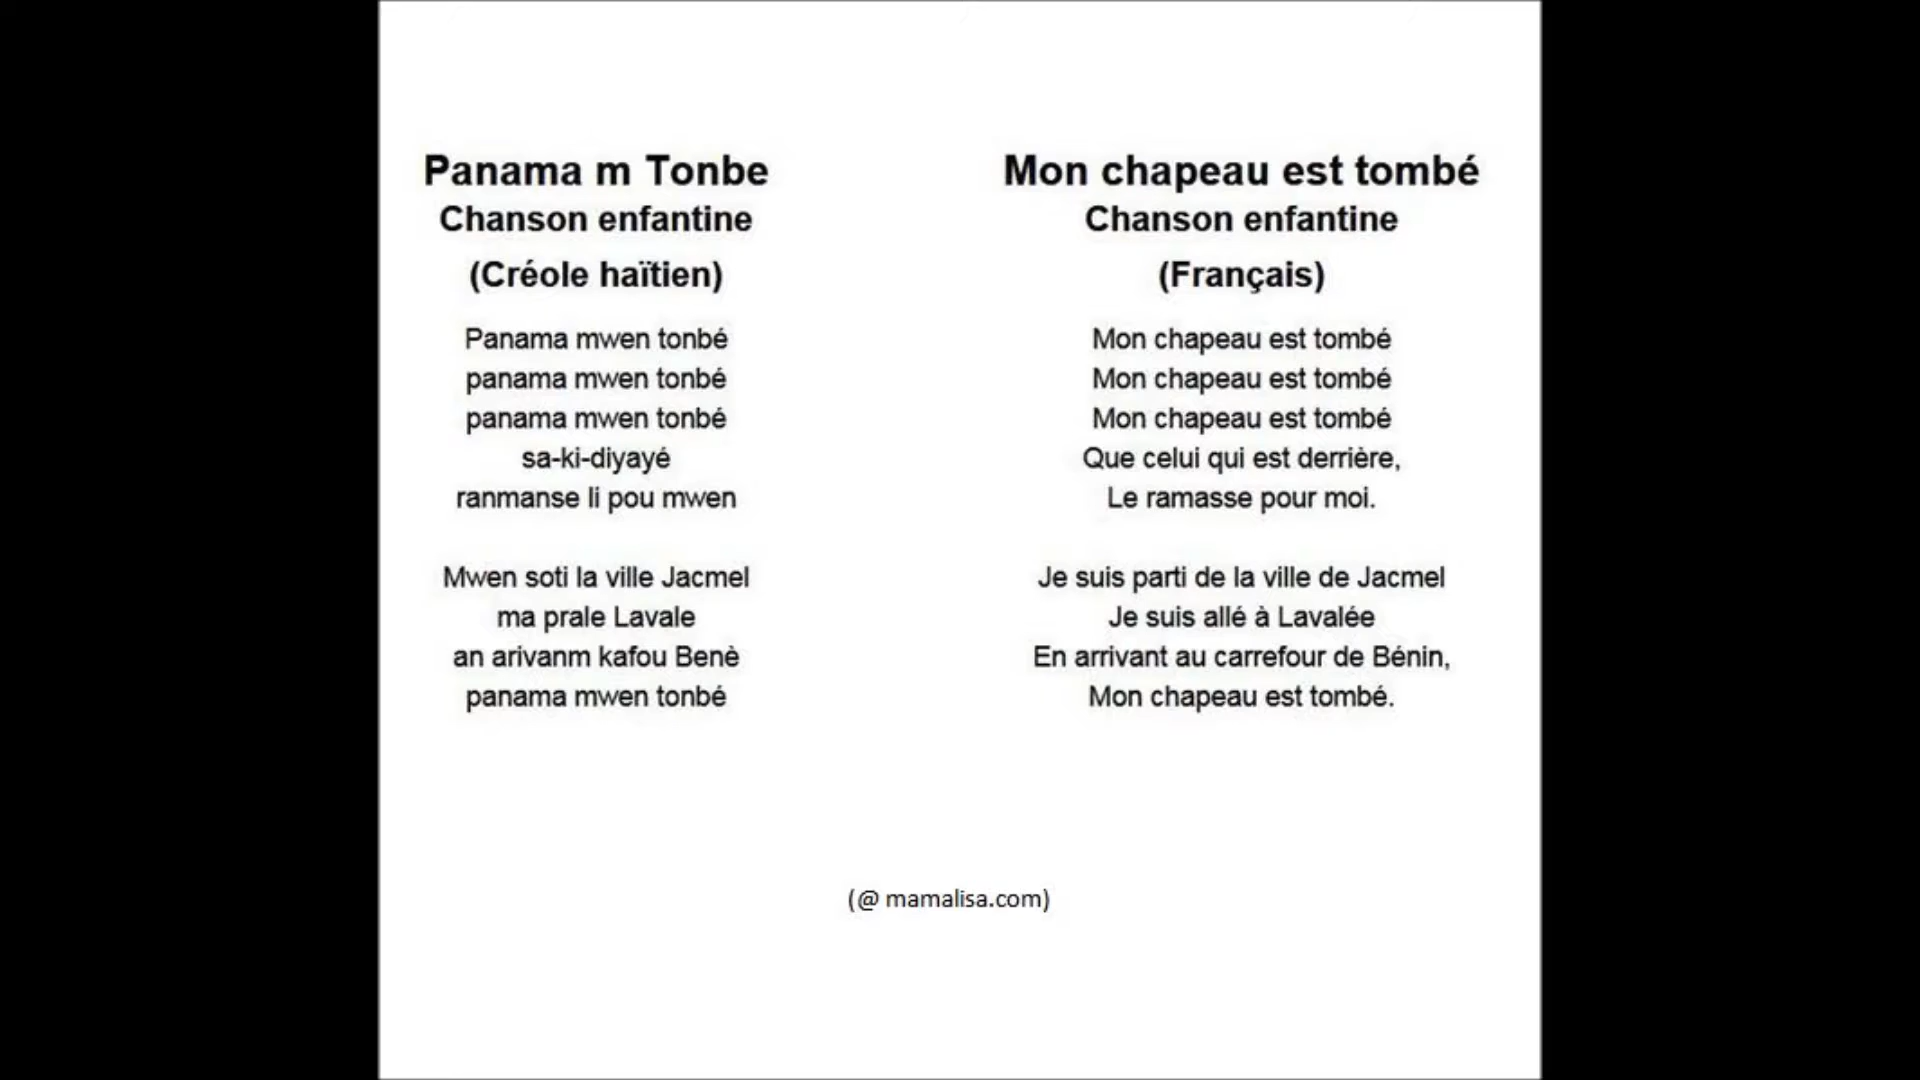 Panama m Tonbe
Chanson enfantine
(Créole haïtien)
Panama mwen tonbé
panama mwen tonbé
panama mwen tonbé
sa-ki-diyayé
ranmanse li pou mwen
Mwen soti la ville Jacmel
ma prale Lavale
an arivanm kafou Benè
panama mwen tonbé
Mon chapeau est tombé
Chanson enfantine
(Français)
Mon chapeau est tombé
Mon chapeau est tombé
Mon chapeau est tombé
Que celui qui est derrière,
Le ramasse pour moi.
Je suis parti de la ville de Jacmel
Je suis allé à Lavalée
En arrivant au carrefour de Bénin,
Mon chapeau est tombé.
(@ mamalisa.com)